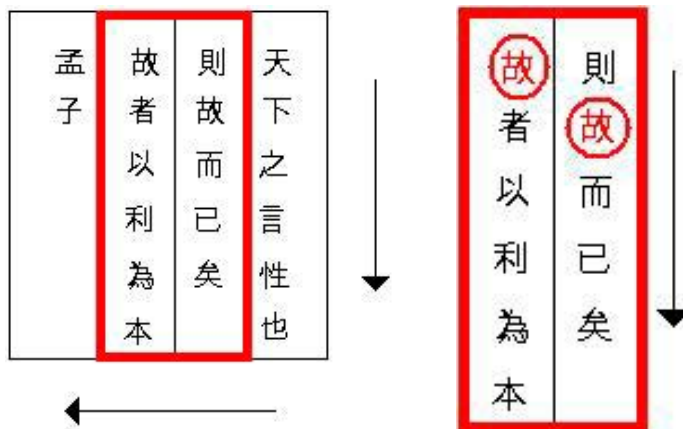 天下之言性也
則故而已矣
故者以利為本
孟子
則故而已矣
故者以利為本